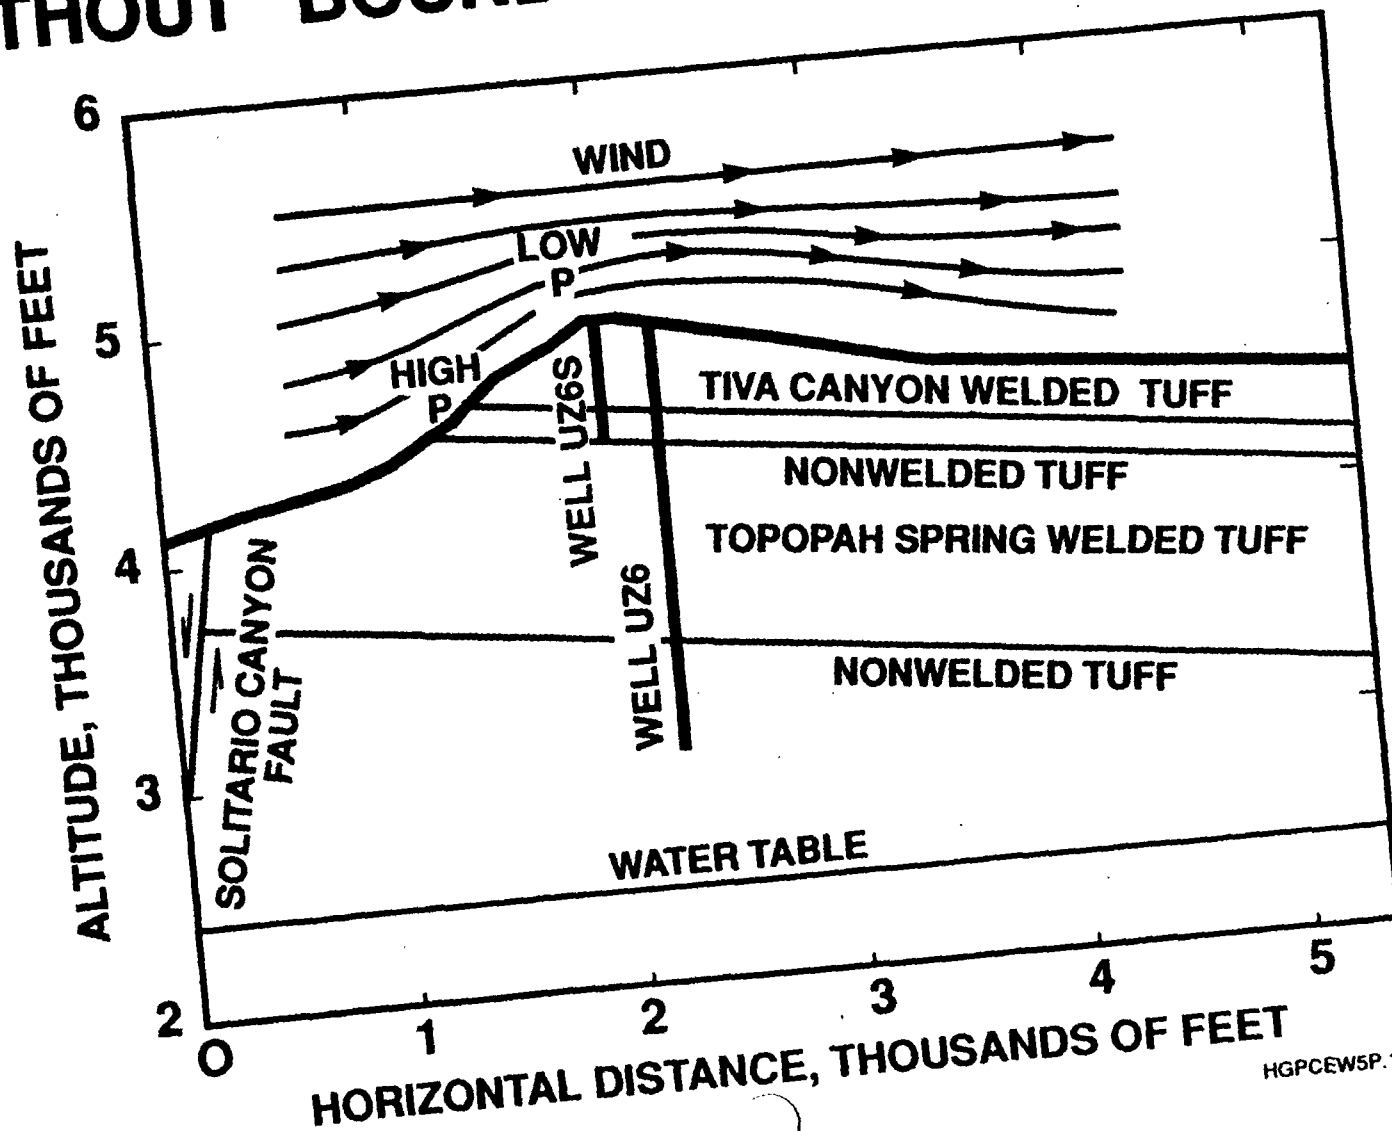 THOUT
6
WIND
LOW
P
5
HIGH
P
TIVA CANYON WELDED TUFF
WELL UZ6S
NONWELDED TUFF
TOPOPAH SPRING WELDED TUFF
4
WELL UZ6
SOLITARIO CANYON
FAULT
NONWELDED TUFF
3
ALTITUDE, THOUSANDS OF FEET
WATER TABLE
2
0
1
2
3
4
5
HORIZONTAL DISTANCE, THOUSANDS OF FEET
HGPCEW5P.